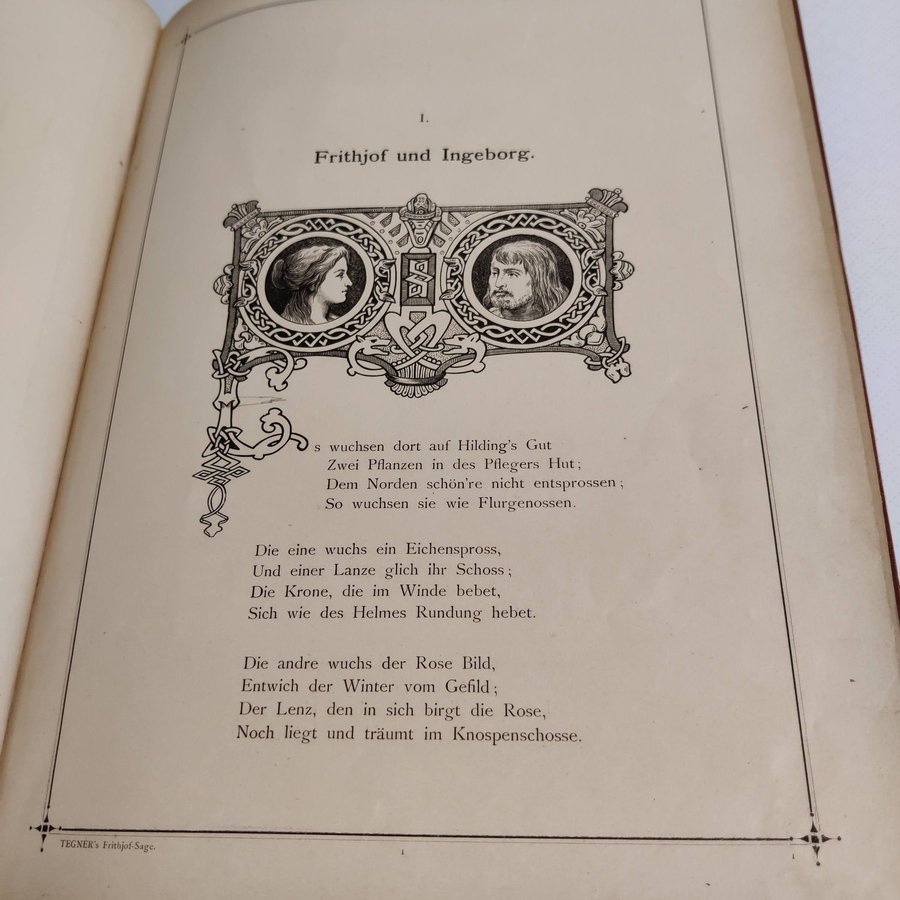 I.
Frithjof und Ingeborg.
Es wuchsen dort auf Hilding's Gut
Zwei Pflanzen in des Pflegers Hut;
Dem Norden schön're nicht entsprossen;
So wuchsen sie wie Flurgenossen.
Die eine wuchs ein Eichenspross,
Und einer Lanze glich ihr Schoss;
Die Krone, die im Winde bebet,
Sich wie des Helmes Rundung hebet.
Die andre wuchs der Rose Bild,
Entwich der Winter vom Gefild;
Der Lenz, den in sich birgt die Rose,
Noch liegt und träumt im Knospenschosse.
TEGNER's Frithjof-Sage.
1
1